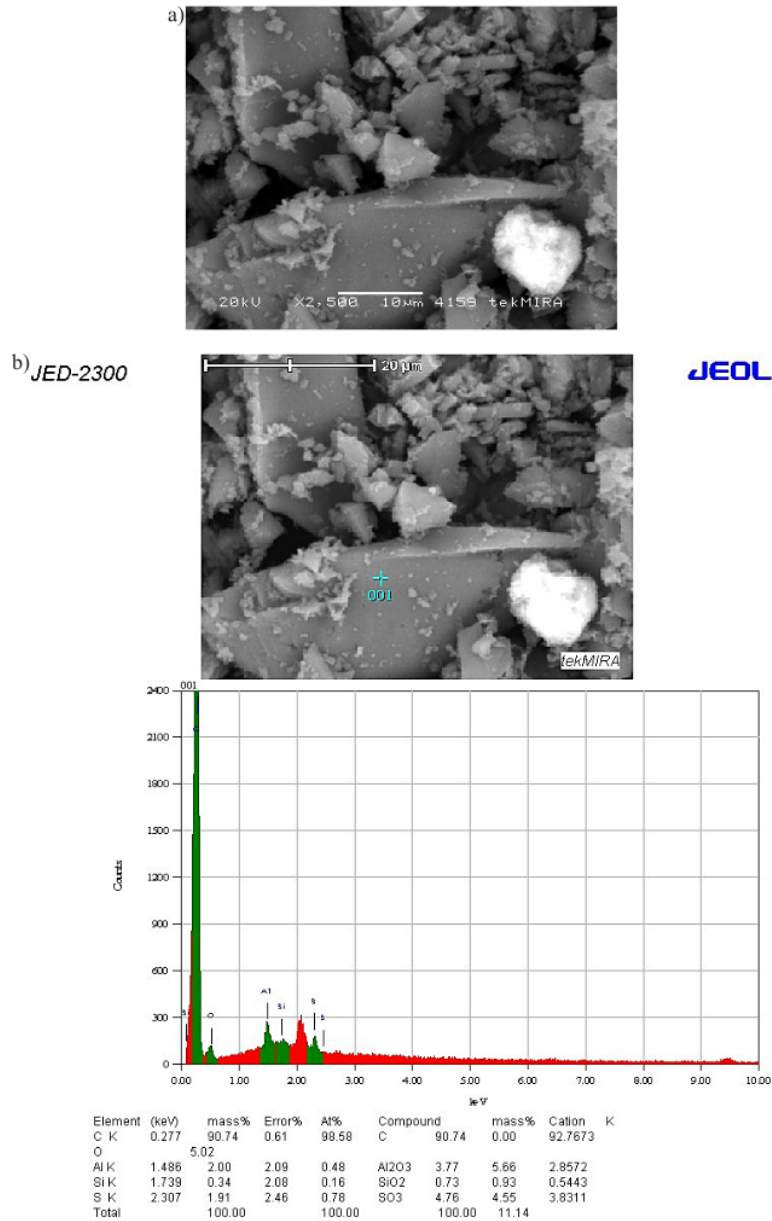 a)
20kV X2,500 10μm 4159 tekMIRA
b) JED-2300
20 μm
JEOL
001
tekMIRA
001
2400
C
2100
1800
1500
1200
900
600
300
0
Counts
S O Al Si S S
0.00 1.00 2.00 3.00 4.00 5.00 6.00 7.00 8.00 9.00 10.00
keV
Element (keV) mass% Error% At% Compound mass% Cation K
C K 0.277 90.74 0.61 98.58 C 90.74 0.00 92.7673
O 5.02
Al K 1.486 2.00 2.09 0.48 Al2O3 3.77 5.66 2.8572
Si K 1.739 0.34 2.08 0.16 SiO2 0.73 0.93 0.5443
S K 2.307 1.91 2.46 0.78 SO3 4.76 4.55 3.8311
Total 100.00 100.00 100.00 11.14